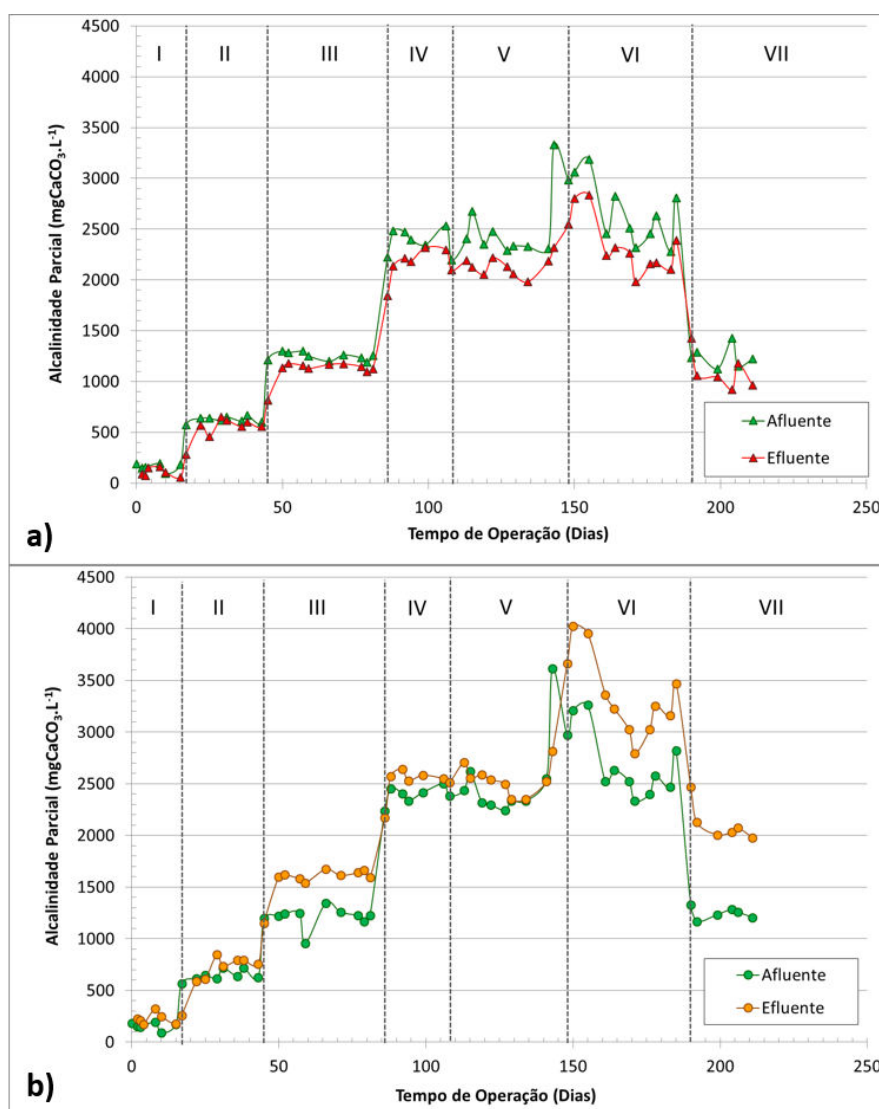 4500
4000
3500
3000
2500
2000
1500
1000
500
0
Alcalinidade Parcial (mgCaCO₃.L⁻¹)
I II III IV V VI VII
Afluente
Efluente
0 50 100 150 200 250
Tempo de Operação (Dias)
a)
4500
4000
3500
3000
2500
2000
1500
1000
500
0
Alcalinidade Parcial (mgCaCO₃.L⁻¹)
I II III IV V VI VII
Afluente
Efluente
0 50 100 150 200 250
Tempo de Operação (Dias)
b)